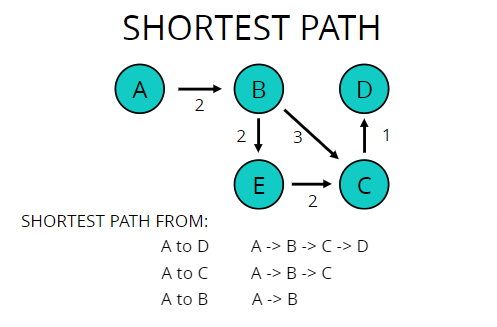 SHORTEST PATH
A
B
D
2
2
3
1
E
C
2
SHORTEST PATH FROM:
A to D A -> B -> C -> D
A to C A -> B -> C
A to B A -> B